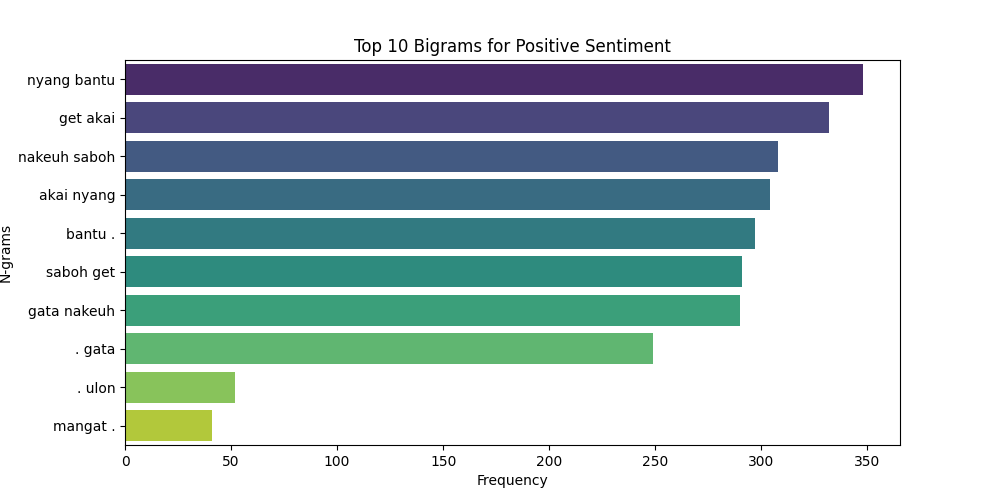 Top 10 Bigrams for Positive Sentiment
nyang bantu
get akai
nakeuh saboh
akai nyang
bantu .
saboh get
gata nakeuh
. gata
. ulon
mangat .
N-grams
0 50 100 150 200 250 300 350
Frequency